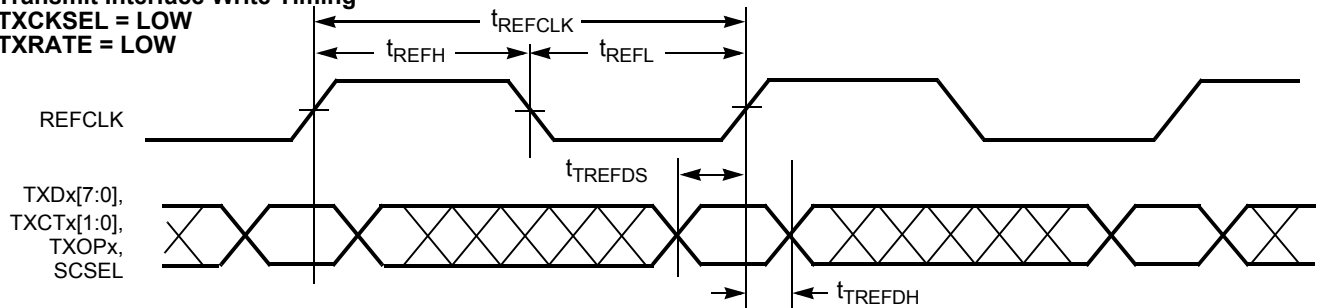 Transmit Interface Write Timing
TXCKSEL = LOW
TXRATE = LOW
tREFCLK
tREFH
tREFL
REFCLK
tTREFDS
TXDx[7:0],
TXCTx[1:0],
TXOPx,
SCSEL
tTREFDH